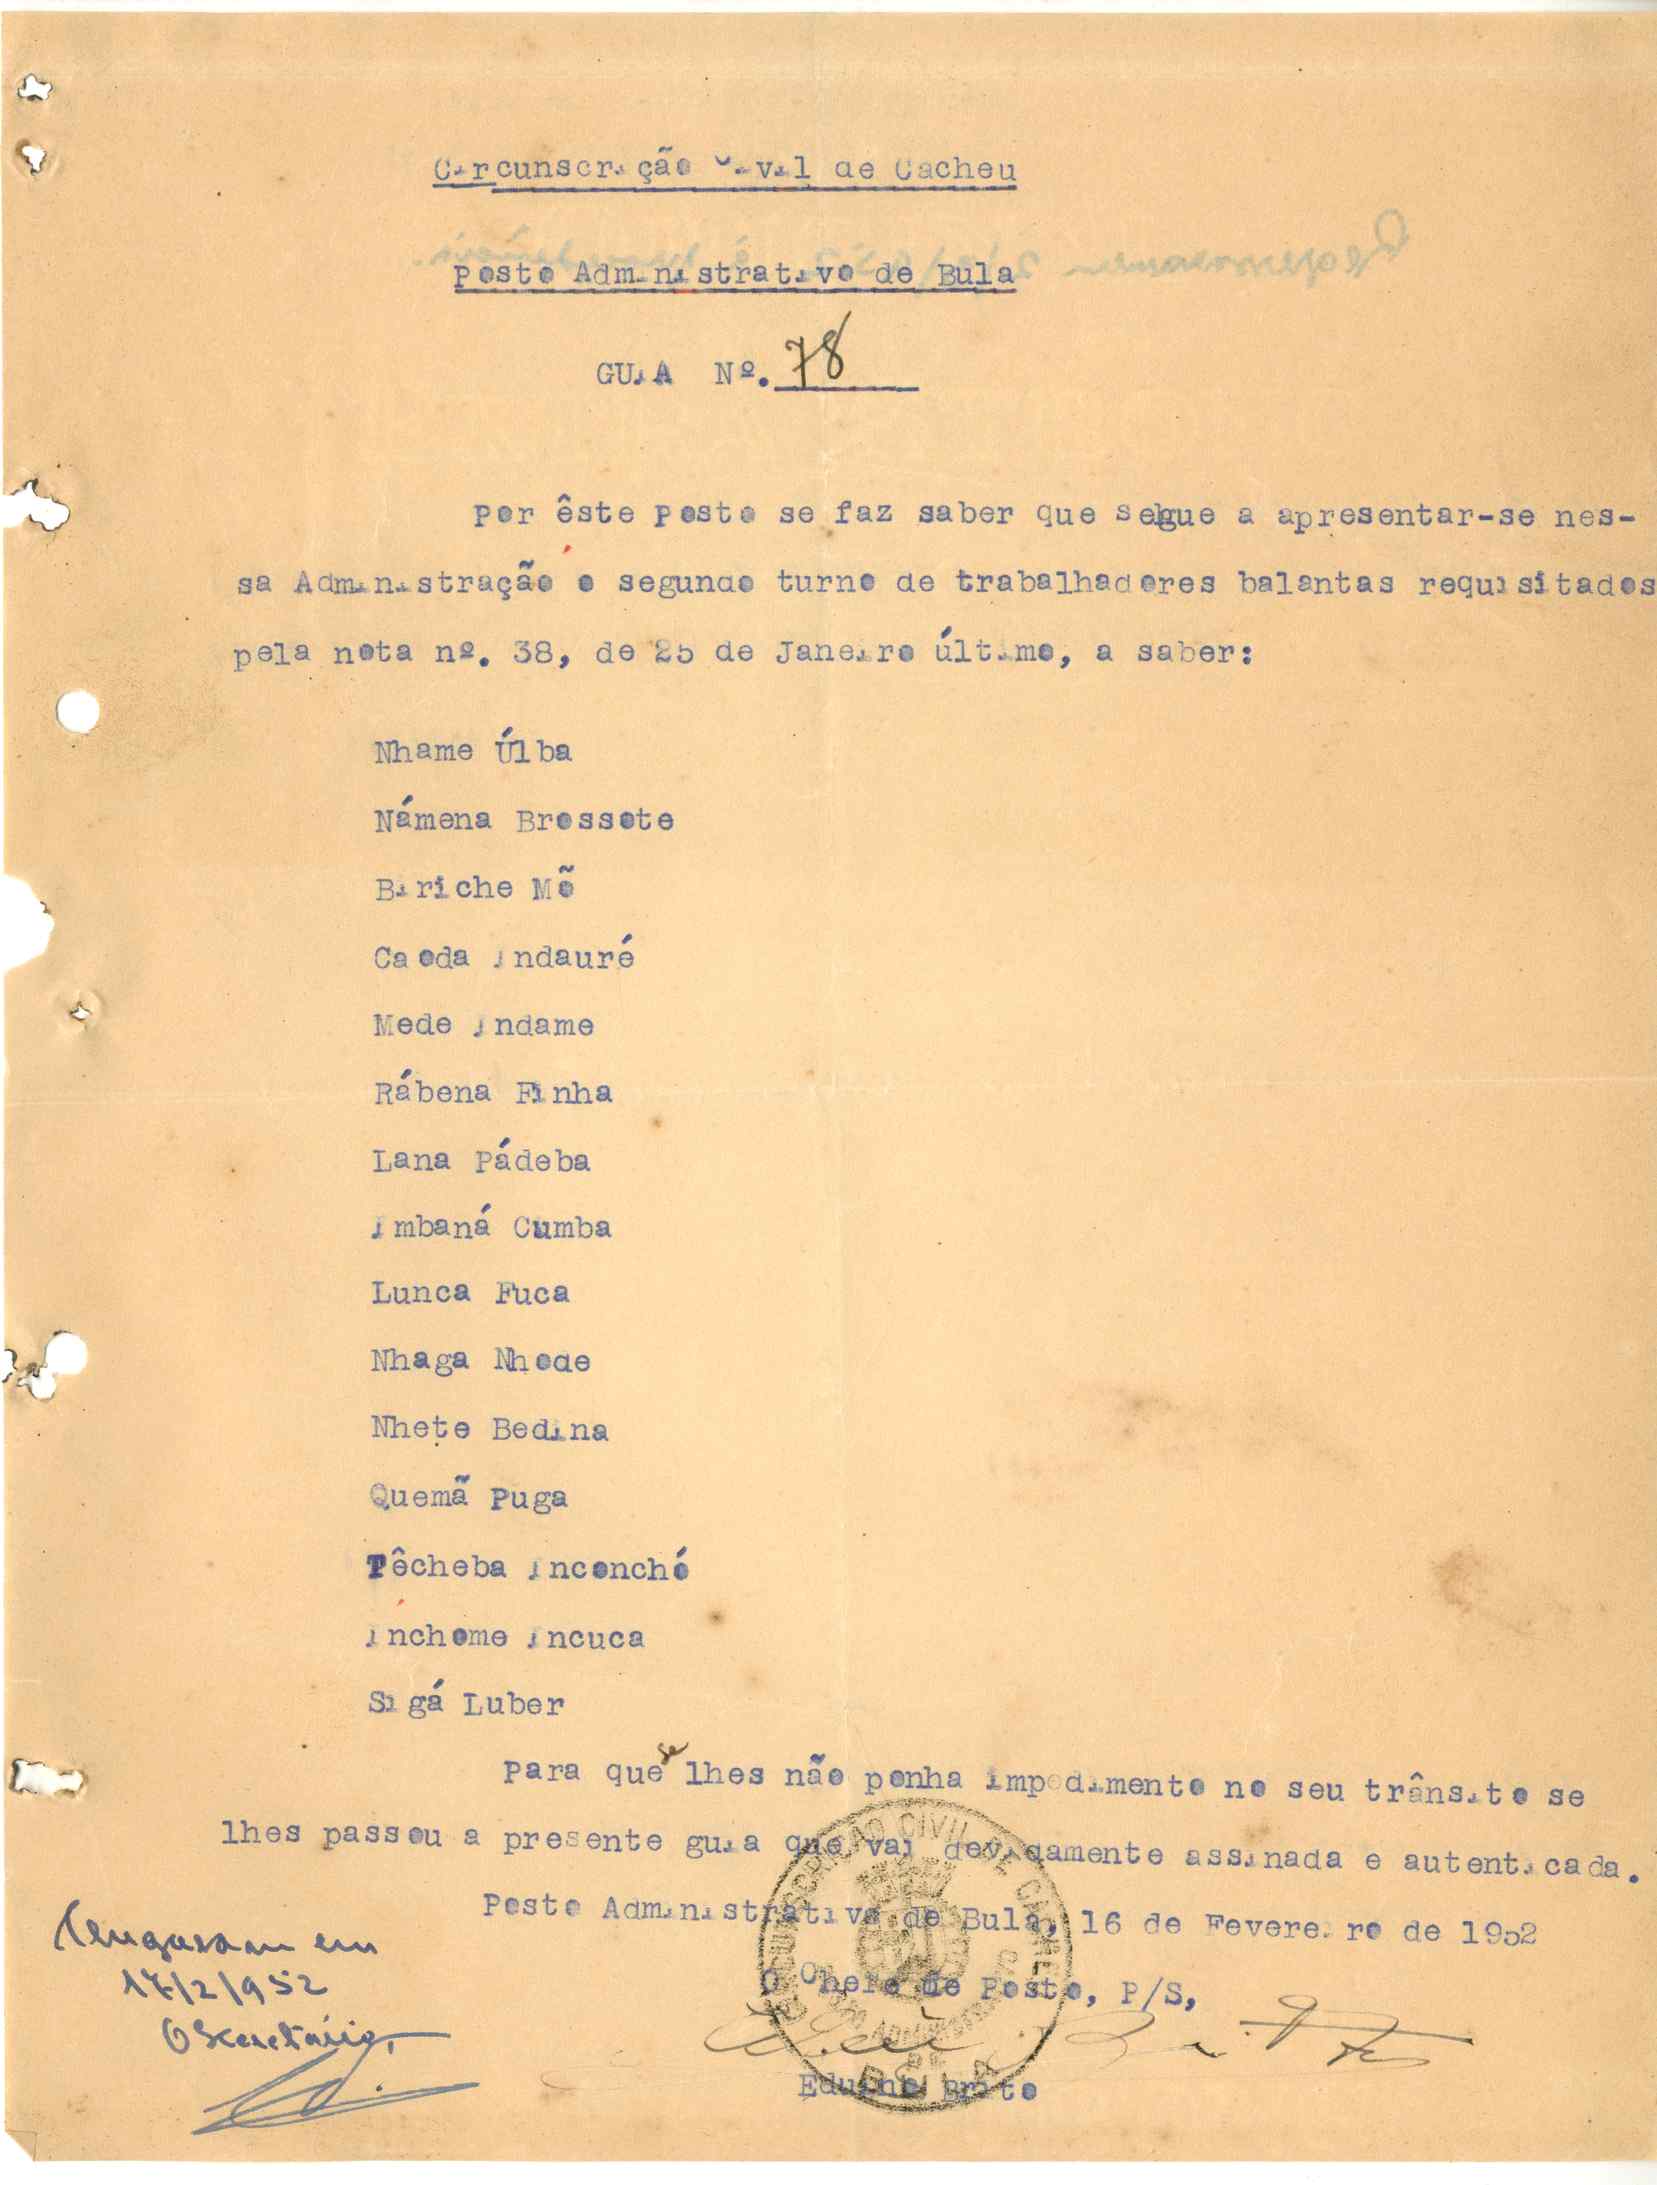 Circunscrição Civil de Cacheu
Posto Administrativo de Bula
GUIA Nº. 78
Por êste Posto se faz saber que segue a apresentar-se nes-
sa Administração o segundo turno de trabalhadores balantas requisitados
pela nota nº. 38, de 25 de Janeiro último, a saber:
Nhame Úlba
Námena Brossote
Biriche Mõ
Caoda Indauré
Mede Indame
Rábena Finha
Lana Pádeba
Imbaná Cumba
Lunca Fuca
Nhaga Nhode
Nhete Bedina
Quemã Puga
Têcheba Inconchó
Inchome Incuca
Sigá Luber
Para que se lhes não ponha impedimento no seu trânsito se
lhes passou a presente guia que vai devidamente assinada e autenticada.
Posto Administrativo de Bula, 16 de Fevereiro de 1952
O Chefe de Posto, P/S,
Eduino Brito
Chegaram em
17/2/952
O Secretário,